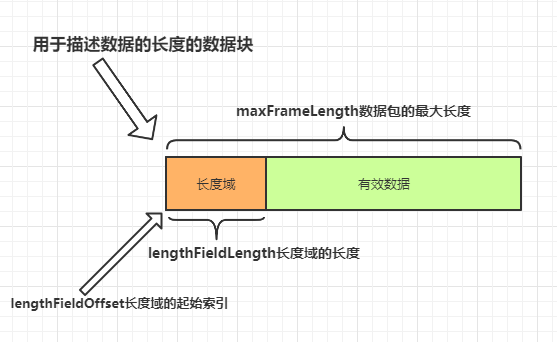 用于描述数据的长度的数据块
maxFrameLength数据包的最大长度
长度域
有效数据
lengthFieldLength长度域的长度
lengthFieldOffset长度域的起始索引